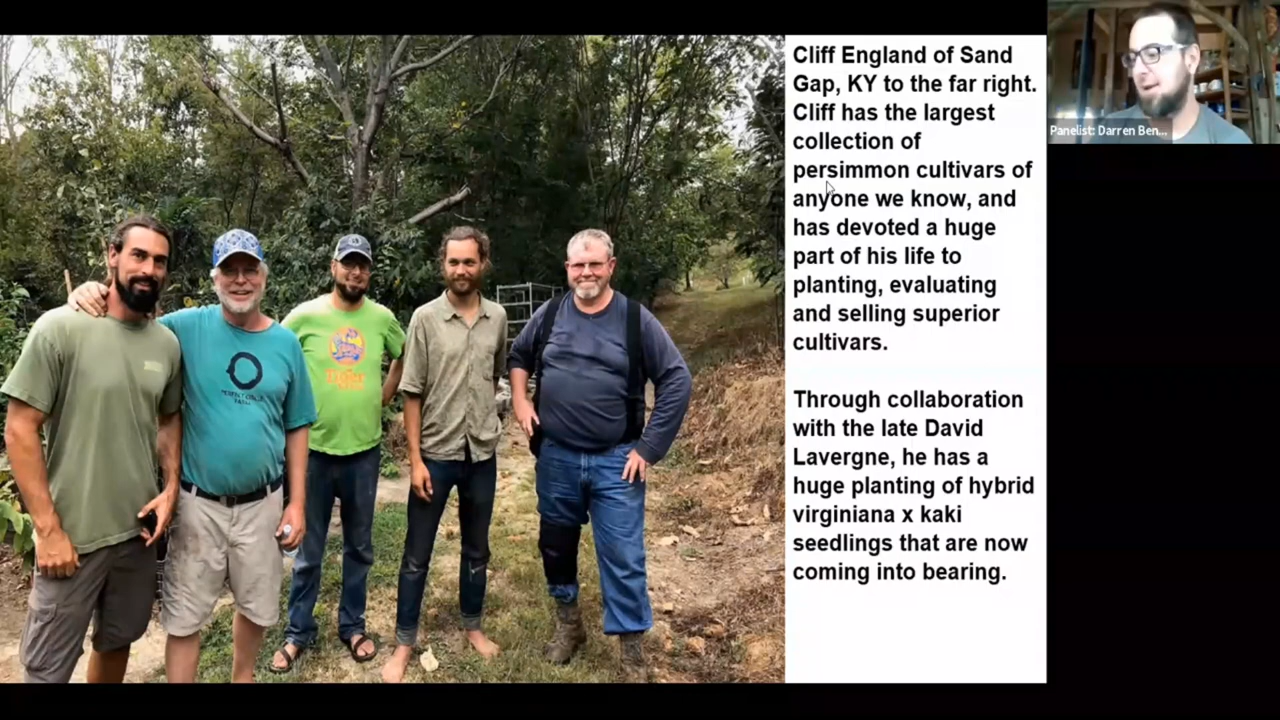 Cliff England of Sand
Gap, KY to the far right.
Cliff has the largest
collection of
persimmon cultivars of
anyone we know, and
has devoted a huge
part of his life to
planting, evaluating
and selling superior
cultivars.
Through collaboration
with the late David
Lavergne, he has a
huge planting of hybrid
virginiana x kaki
seedlings that are now
coming into bearing.
Panelist: Darren Ben...
Tiger